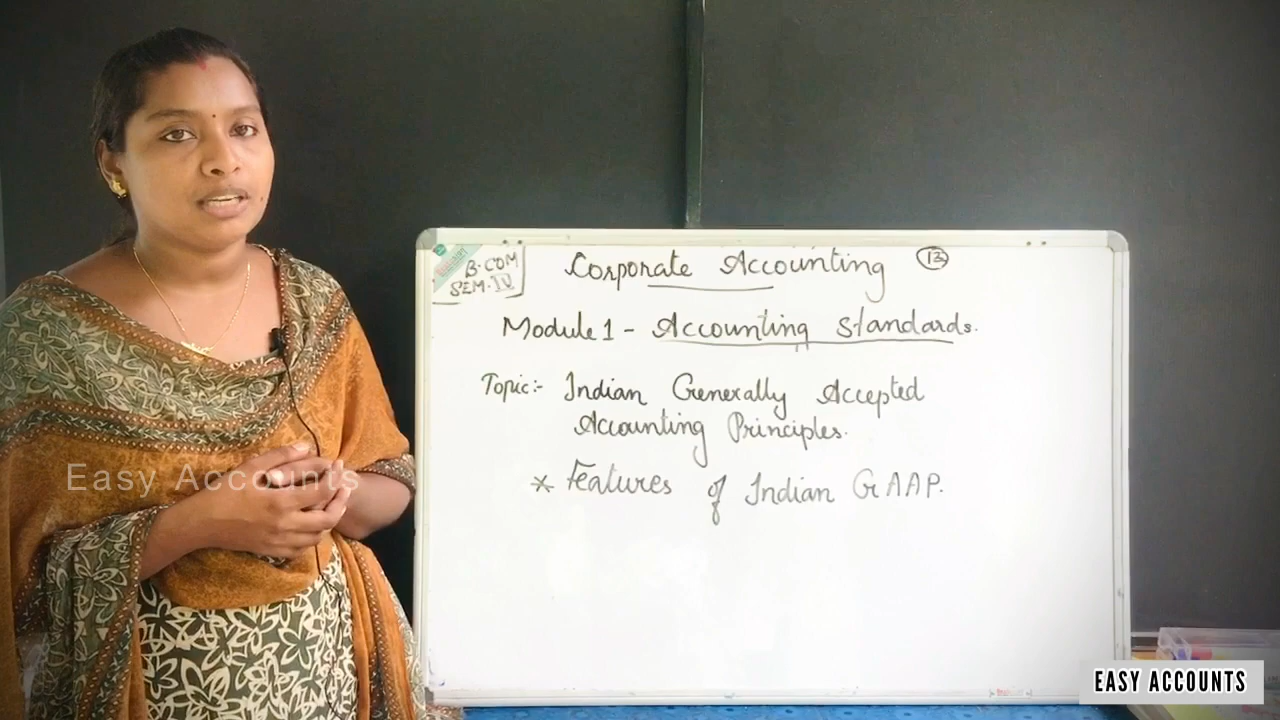 B.COM
SEM.IV
Corporate Accounting
13
Module 1 - Accounting Standards.
Topic:- Indian Generally Accepted
Accounting Principles.
* Features of Indian GAAP.
Easy Accounts
EASY ACCOUNTS